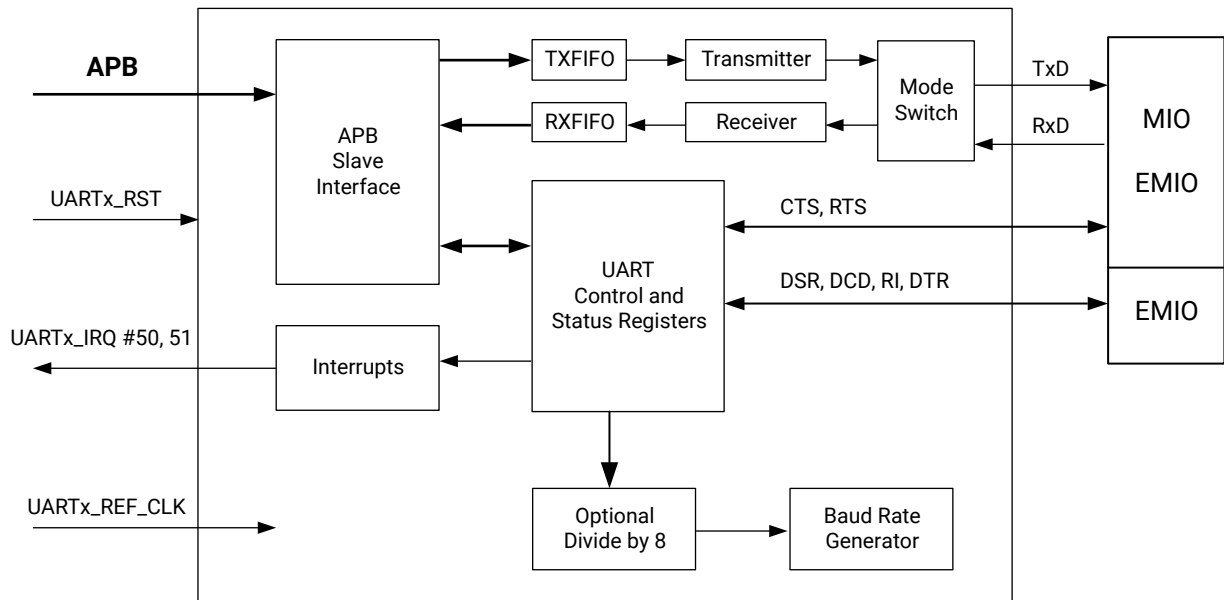 APB
UARTx_RST
UARTx_IRQ #50, 51
UARTx_REF_CLK
APB
Slave
Interface
TXFIFO
Transmitter
RXFIFO
Receiver
Mode
Switch
TxD
RxD
MIO
EMIO
CTS, RTS
UART
Control and
Status Registers
DSR, DCD, RI, DTR
EMIO
Interrupts
Optional
Divide by 8
Baud Rate
Generator